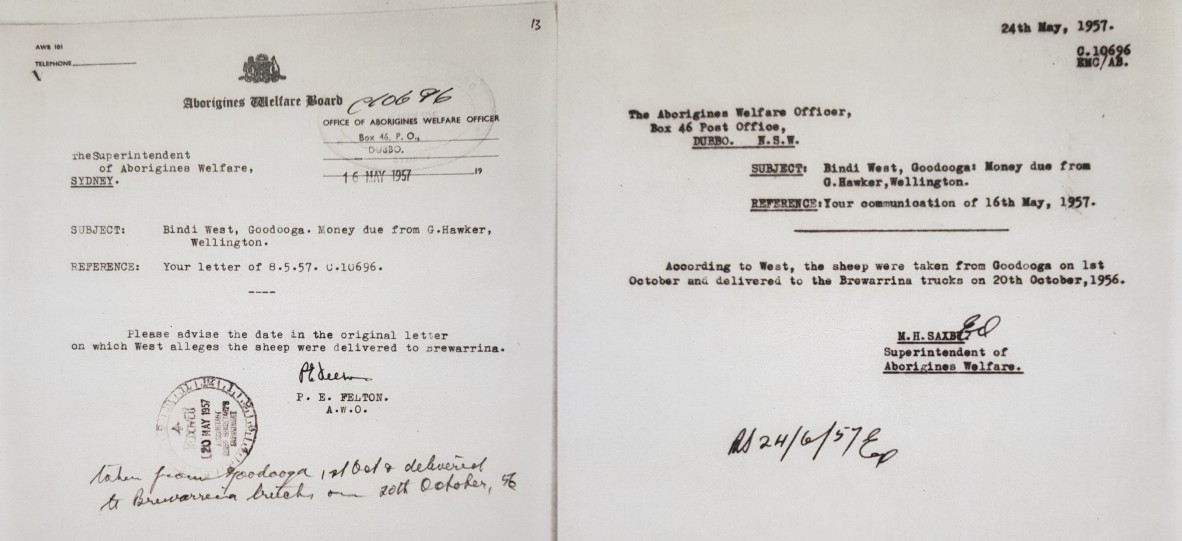 13
AWB 101
TELEPHONE
Aborigines Welfare Board
C10696
OFFICE OF ABORIGINES WELFARE OFFICER
Box 46, P. O.,
DUBBO.
16 MAY 1957 19
The Superintendent
of Aborigines Welfare,
SYDNEY.
SUBJECT: Bindi West, Goodooga. Money due from G.Hawker,
Wellington.
REFERENCE: Your letter of 8.5.57. C.10696.
----
Please advise the date in the original letter
on which West alleges the sheep were delivered to Brewarrina.
P. E. FELTON.
A.W.O.
RECEIVED
20 MAY 1957
taken from Goodooga 1st Oct & delivered
to Brewarrina trucks on 20th October, 56
24th May, 1957.
C.10696
EMC/AB.
The Aborigines Welfare Officer,
Box 46 Post Office,
DUBBO. N.S.W.
SUBJECT: Bindi West, Goodooga: Money due from
G.Hawker,Wellington.
REFERENCE:Your communication of 16th May, 1957.
According to West, the sheep were taken from Goodooga on 1st
October and delivered to the Brewarrina trucks on 20th October,1956.
M.H.SAXBY
Superintendent of
Aborigines Welfare.
24/6/57